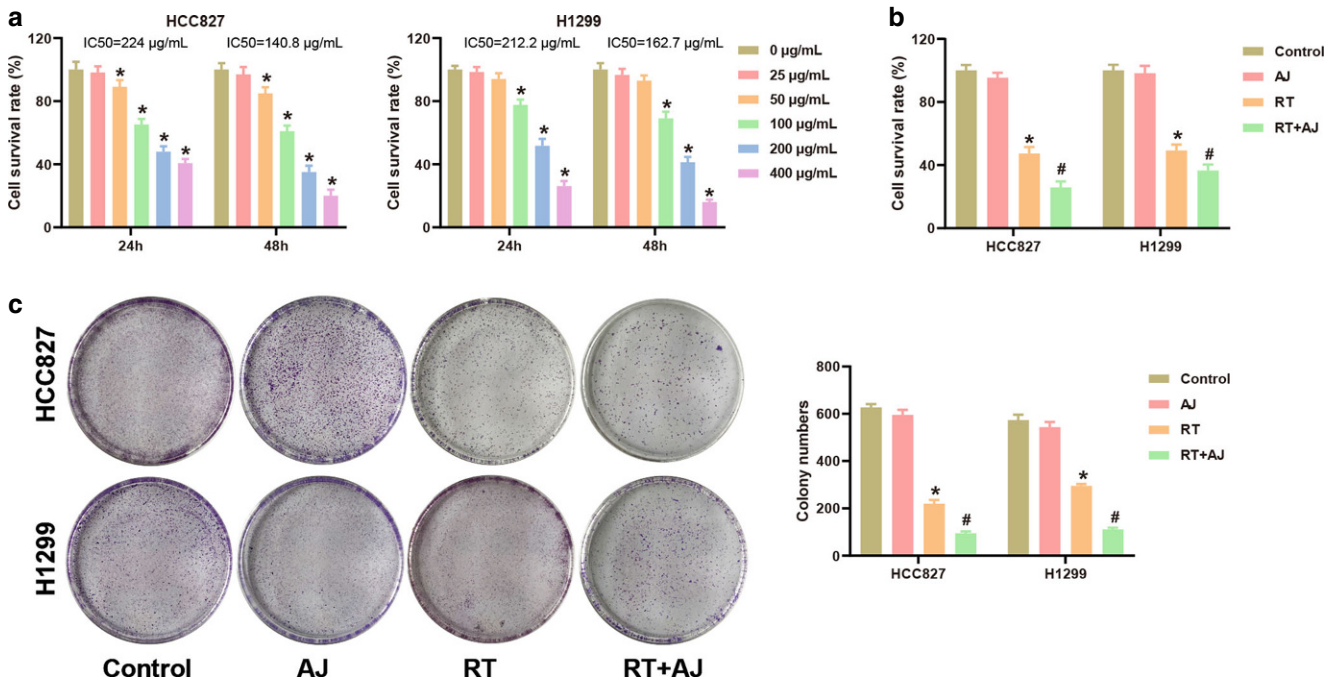 a
HCC827
IC50=224 µg/mL
IC50=140.8 µg/mL
Cell survival rate (%)
120
80
40
0
* * * *
* * * *
24h
48h
H1299
IC50=212.2 µg/mL
IC50=162.7 µg/mL
Cell survival rate (%)
120
80
40
0
* * *
* * *
24h
48h
0 µg/mL
25 µg/mL
50 µg/mL
100 µg/mL
200 µg/mL
400 µg/mL
b
Cell survival rate (%)
120
80
40
0
* #
* #
HCC827
H1299
Control
AJ
RT
RT+AJ
c
HCC827
H1299
Control
AJ
RT
RT+AJ
Colony numbers
800
600
400
200
0
* #
* #
HCC827
H1299
Control
AJ
RT
RT+AJ